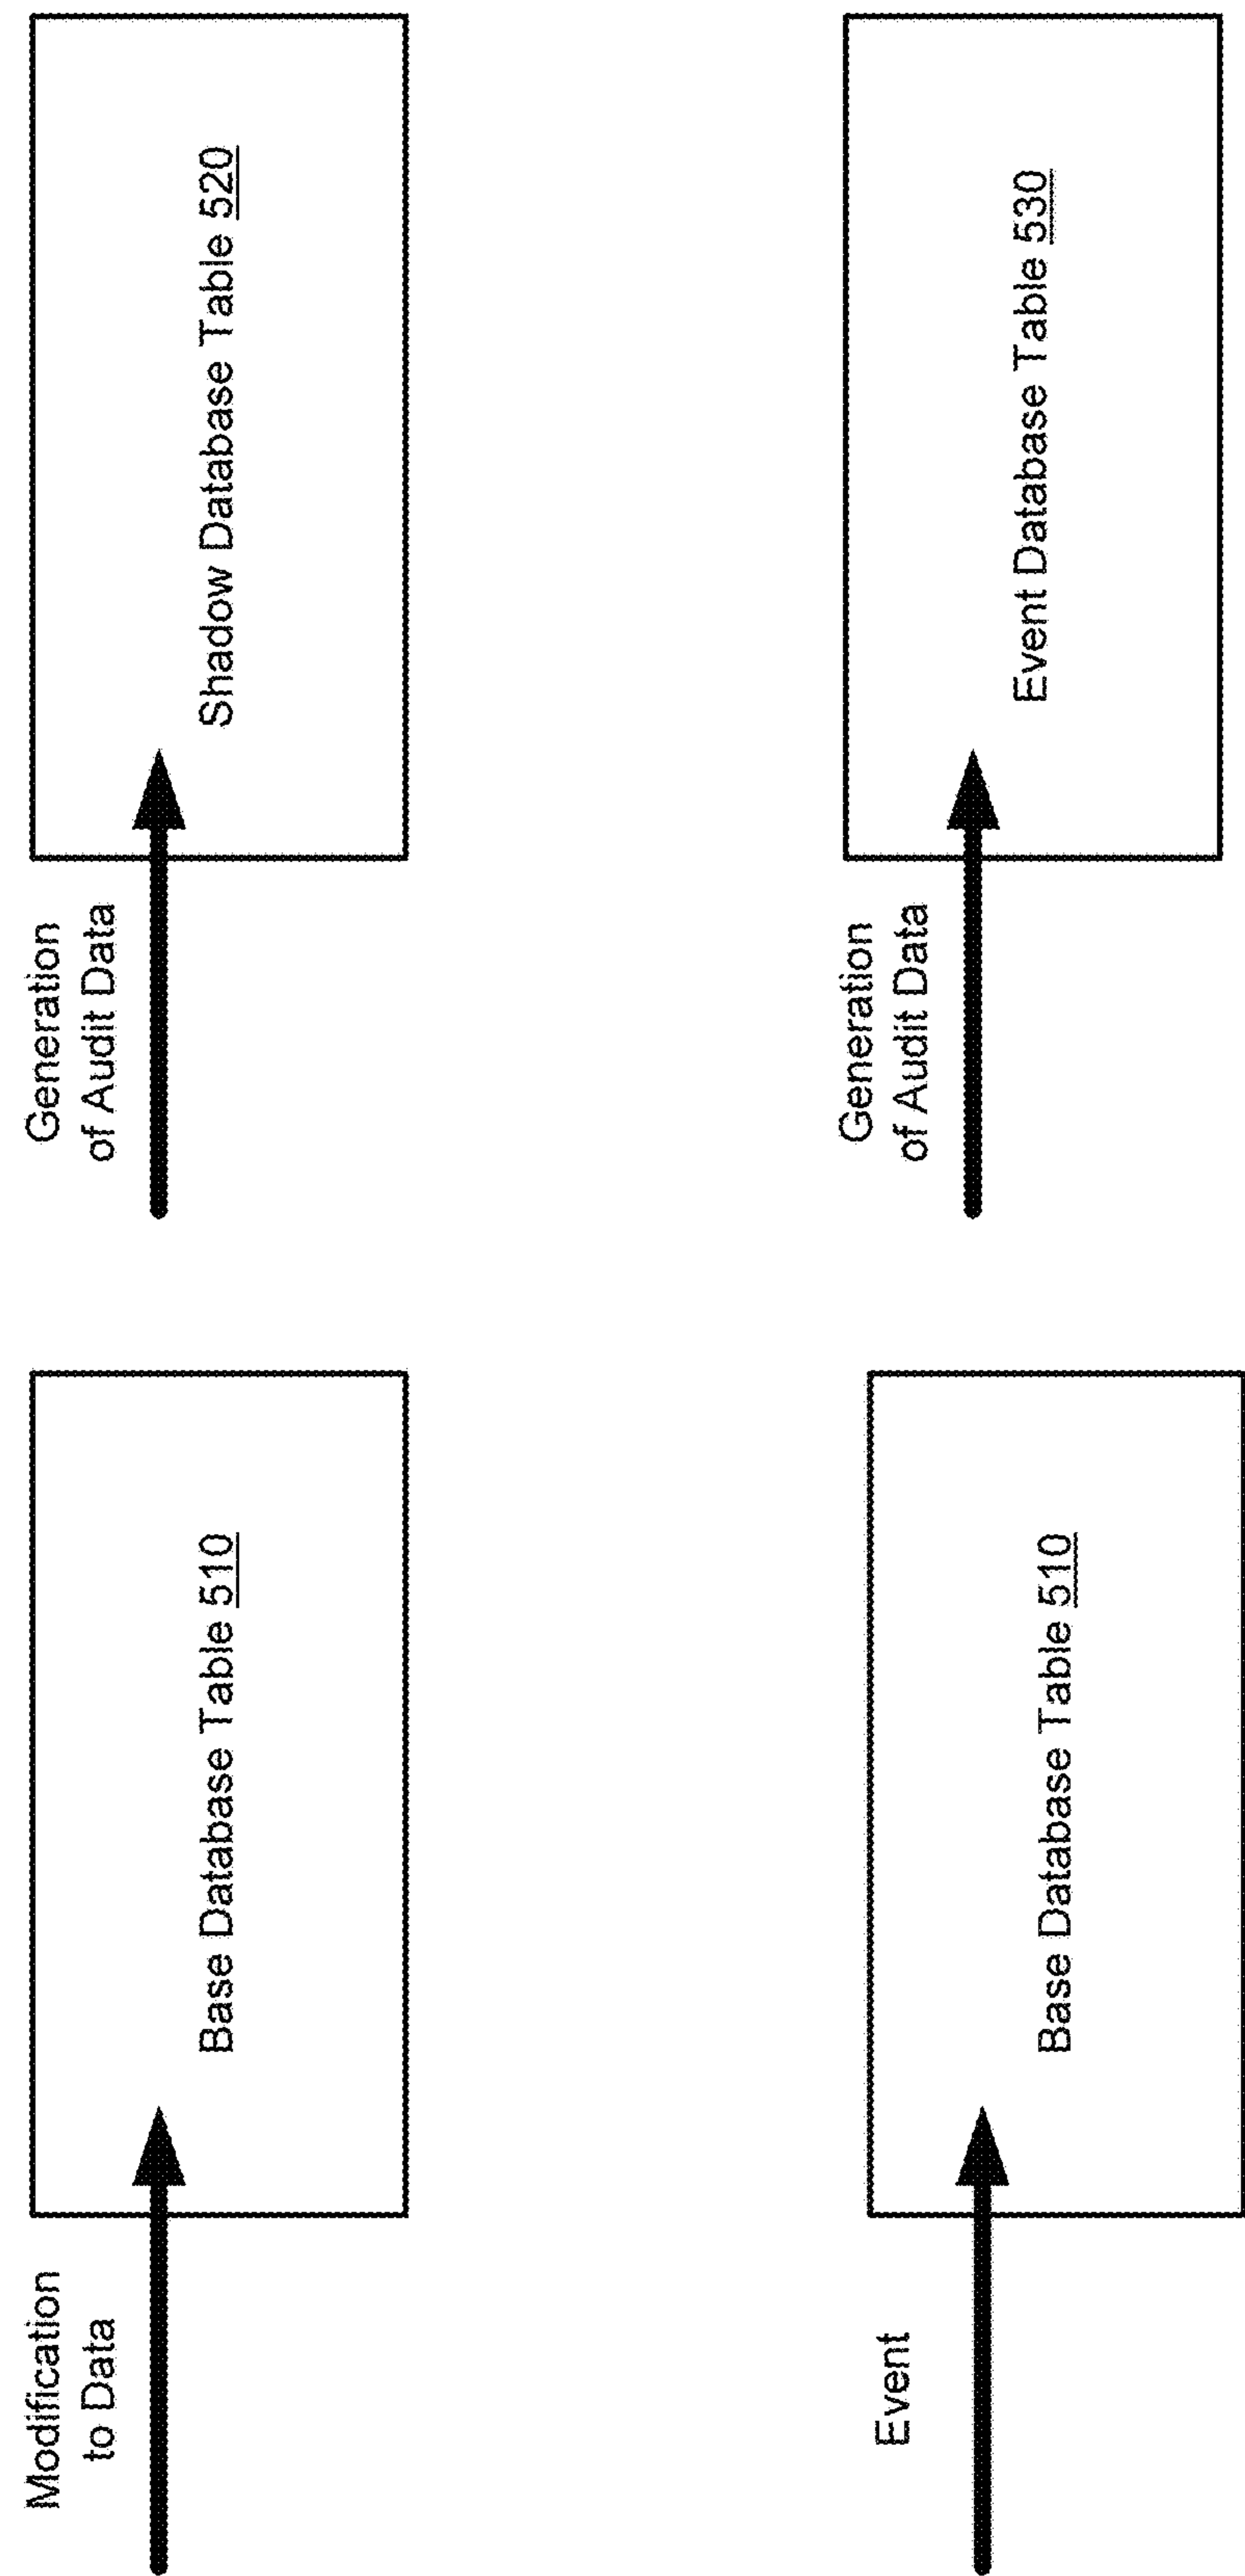 Modification
to Data
Base Database Table 510
Generation
of Audit Data
Shadow Database Table 520
Event
Base Database Table 510
Generation
of Audit Data
Event Database Table 530